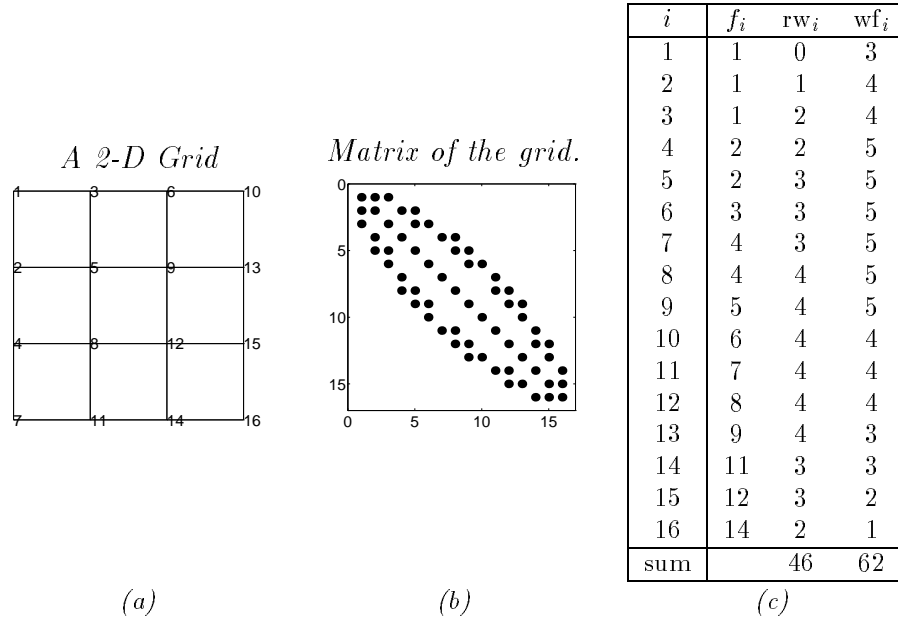 A 2-D Grid
1 3 6 10
2 5 9 13
4 8 12 15
7 11 14 16
(a)
Matrix of the grid.
0
5
10
15
0 5 10 15
(b)
i f_i rw_i wf_i
1 1 0 3
2 1 1 4
3 1 2 4
4 2 2 5
5 2 3 5
6 3 3 5
7 4 3 5
8 4 4 5
9 5 4 5
10 6 4 4
11 7 4 4
12 8 4 4
13 9 4 3
14 11 3 3
15 12 3 2
16 14 2 1
sum 46 62
(c)